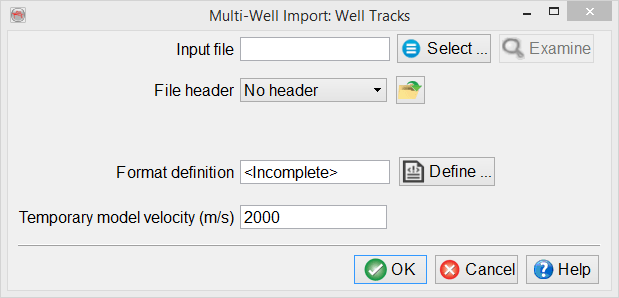 Multi-Well Import: Well Tracks
Input file Select ... Examine
File header No header
Format definition <Incomplete> Define ...
Temporary model velocity (m/s) 2000
OK Cancel Help